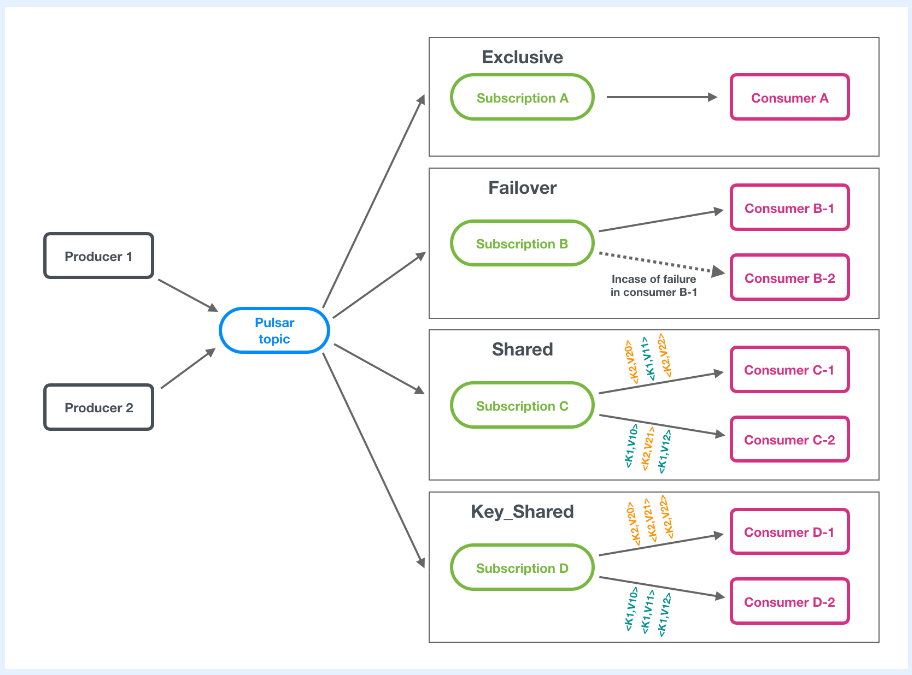 Producer 1
Producer 2
Pulsar
topic
Exclusive
Subscription A
Consumer A
Failover
Subscription B
Consumer B-1
Consumer B-2
Incase of failure
in consumer B-1
Shared
Subscription C
<K2,V20>
<K1,V11>
<K2,V22>
Consumer C-1
<K1,V10>
<K2,V21>
<K1,V12>
Consumer C-2
Key_Shared
Subscription D
<K2,V20>
<K2,V21>
<K2,V22>
Consumer D-1
<K1,V10>
<K1,V11>
<K1,V12>
Consumer D-2